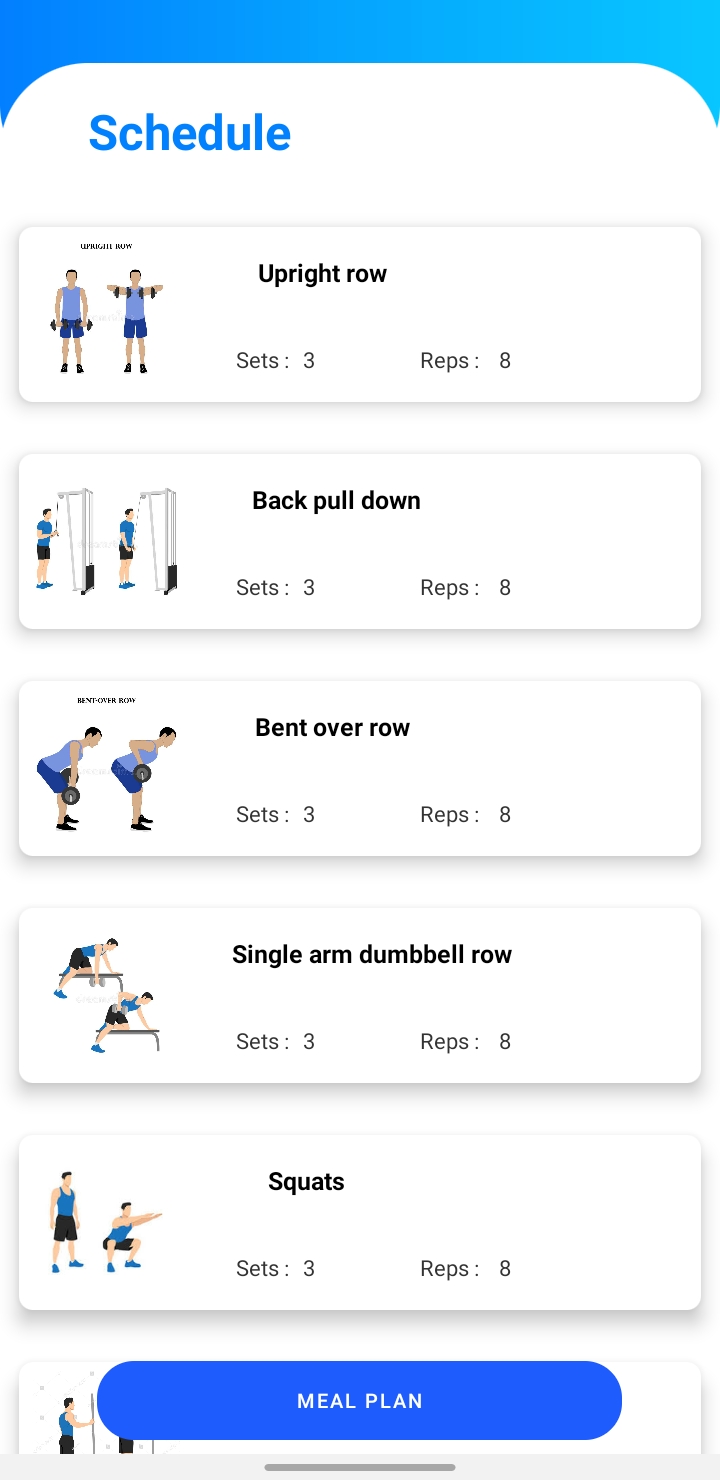 Schedule
UPRIGHT ROW
Upright row
Sets : 3 Reps : 8
Back pull down
Sets : 3 Reps : 8
BENT-OVER ROW
Bent over row
Sets : 3 Reps : 8
Single arm dumbbell row
Sets : 3 Reps : 8
Squats
Sets : 3 Reps : 8
MEAL PLAN